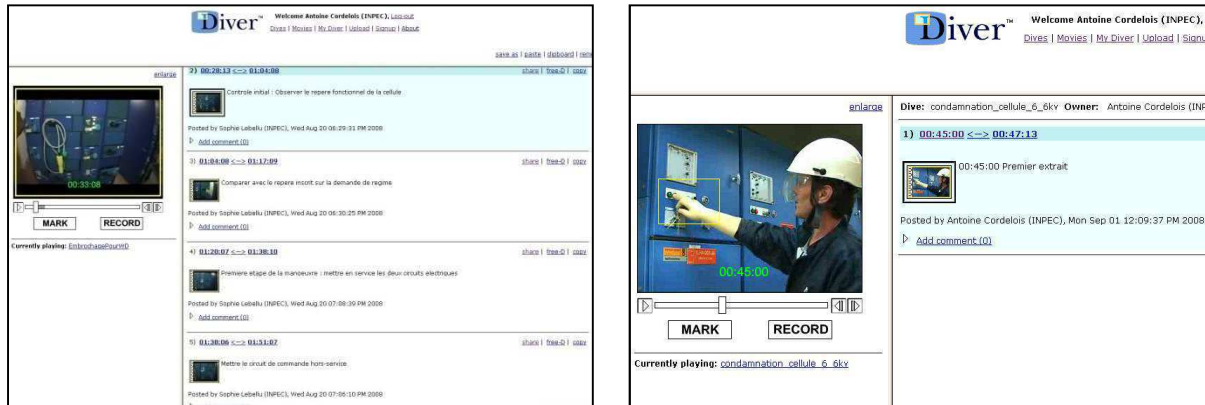 Diver™
Welcome Antoine Cordelois (INPEC), Log-out
Dives | Movies | My Diver | Upload | Signup | About
save as | paste | clipboard |
enlarge
00:33:08
MARK RECORD
Currently playing: EmbrochagePourWD
2) 00:28:13 <--> 01:04:08 share | free-D | copy
Controle initial : Observer le repere fonctionnel de la cellule
Posted by Sophie Lebellu (INPEC), Wed Aug 20 06:29:31 PM 2008
Add comment (0)
3) 01:04:08 <--> 01:17:09 share | free-D | copy
Comparer avec le repere inscrit sur la demande de regime
Posted by Sophie Lebellu (INPEC), Wed Aug 20 06:30:25 PM 2008
Add comment (0)
4) 01:20:07 <--> 01:38:10 share | free-D | copy
Premiere etape de la manoeuvre : mettre en service les deux circuits electriques
Posted by Sophie Lebellu (INPEC), Wed Aug 20 07:08:39 PM 2008
Add comment (0)
5) 01:38:06 <--> 01:51:07 share | free-D | copy
Mettre le circuit de commande hors-service
Posted by Sophie Lebellu (INPEC), Wed Aug 20 07:06:10 PM 2008
Diver™
Welcome Antoine Cordelois (INPEC),
Dives | Movies | My Diver | Upload | Signu
enlarge
00:45:00
MARK RECORD
Currently playing: condamnation_cellule_6_6kv
Dive: condamnation_cellule_6_6kv Owner: Antoine Cordelois (INP
1) 00:45:00 <--> 00:47:13
00:45:00 Premier extrait
Posted by Antoine Cordelois (INPEC), Mon Sep 01 12:09:37 PM 2008
Add comment (0)